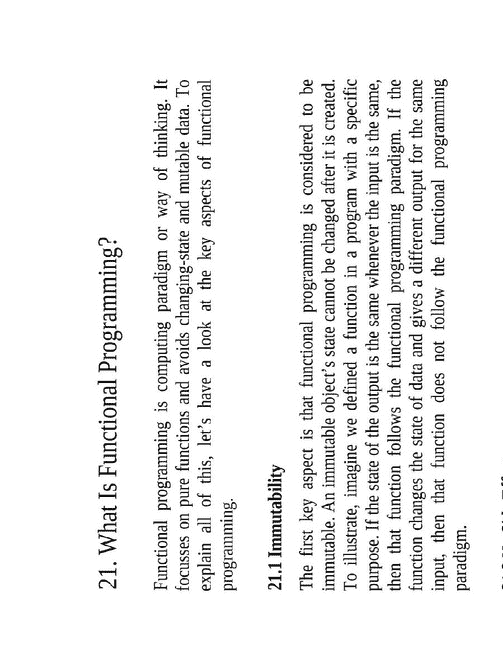 21. What Is Functional Programming?
Functional programming is computing paradigm or way of thinking. It
focusses on pure functions and avoids changing-state and mutable data. To
explain all of this, let's have a look at the key aspects of functional
programming.
21.1 Immutability
The first key aspect is that functional programming is considered to be
immutable. An immutable object's state cannot be changed after it is created.
To illustrate, imagine we defined a function in a program with a specific
purpose. If the state of the output is the same whenever the input is the same,
then that function follows the functional programming paradigm. If the
function changes the state of data and gives a different output for the same
input, then that function does not follow the functional programming
paradigm.